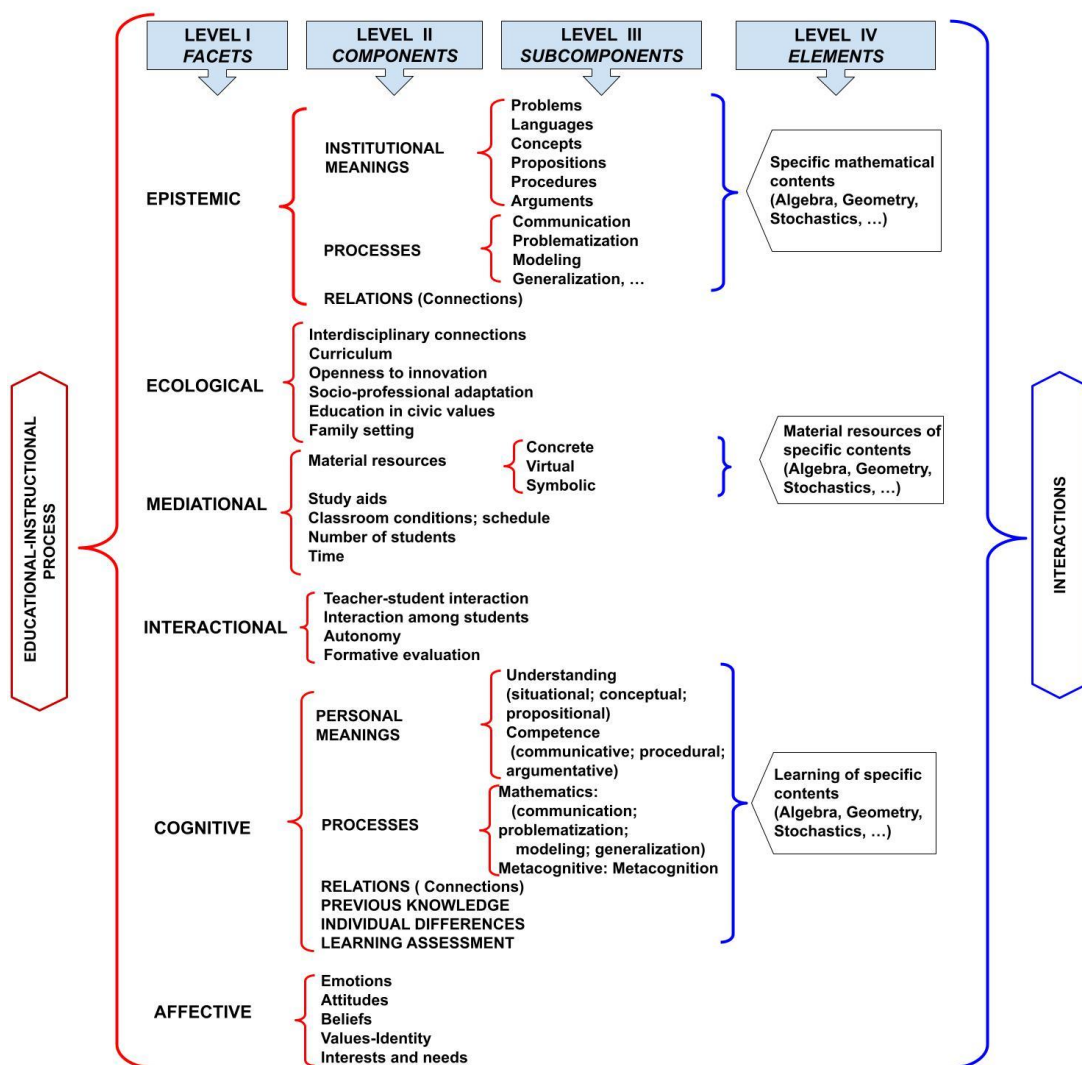 LEVEL I
FACETS
LEVEL II
COMPONENTS
LEVEL III
SUBCOMPONENTS
LEVEL IV
ELEMENTS
EDUCATIONAL-INSTRUCTIONAL
PROCESS
EPISTEMIC
INSTITUTIONAL
MEANINGS
Problems
Languages
Concepts
Propositions
Procedures
Arguments
PROCESSES
Communication
Problematization
Modeling
Generalization, ...
RELATIONS (Connections)
Specific mathematical
contents
(Algebra, Geometry,
Stochastics, ...)
ECOLOGICAL
Interdisciplinary connections
Curriculum
Openness to innovation
Socio-professional adaptation
Education in civic values
Family setting
MEDIATIONAL
Material resources
Concrete
Virtual
Symbolic
Study aids
Classroom conditions; schedule
Number of students
Time
Material resources of
specific contents
(Algebra, Geometry,
Stochastics, ...)
INTERACTIONAL
Teacher-student interaction
Interaction among students
Autonomy
Formative evaluation
COGNITIVE
PERSONAL
MEANINGS
Understanding
(situational; conceptual;
propositional)
Competence
(communicative; procedural;
argumentative)
PROCESSES
Mathematics:
(communication;
problematization;
modeling; generalization)
Metacognitive: Metacognition
RELATIONS ( Connections)
PREVIOUS KNOWLEDGE
INDIVIDUAL DIFFERENCES
LEARNING ASSESSMENT
Learning of specific
contents
(Algebra, Geometry,
Stochastics, ...)
AFFECTIVE
Emotions
Attitudes
Beliefs
Values-Identity
Interests and needs
INTERACTIONS